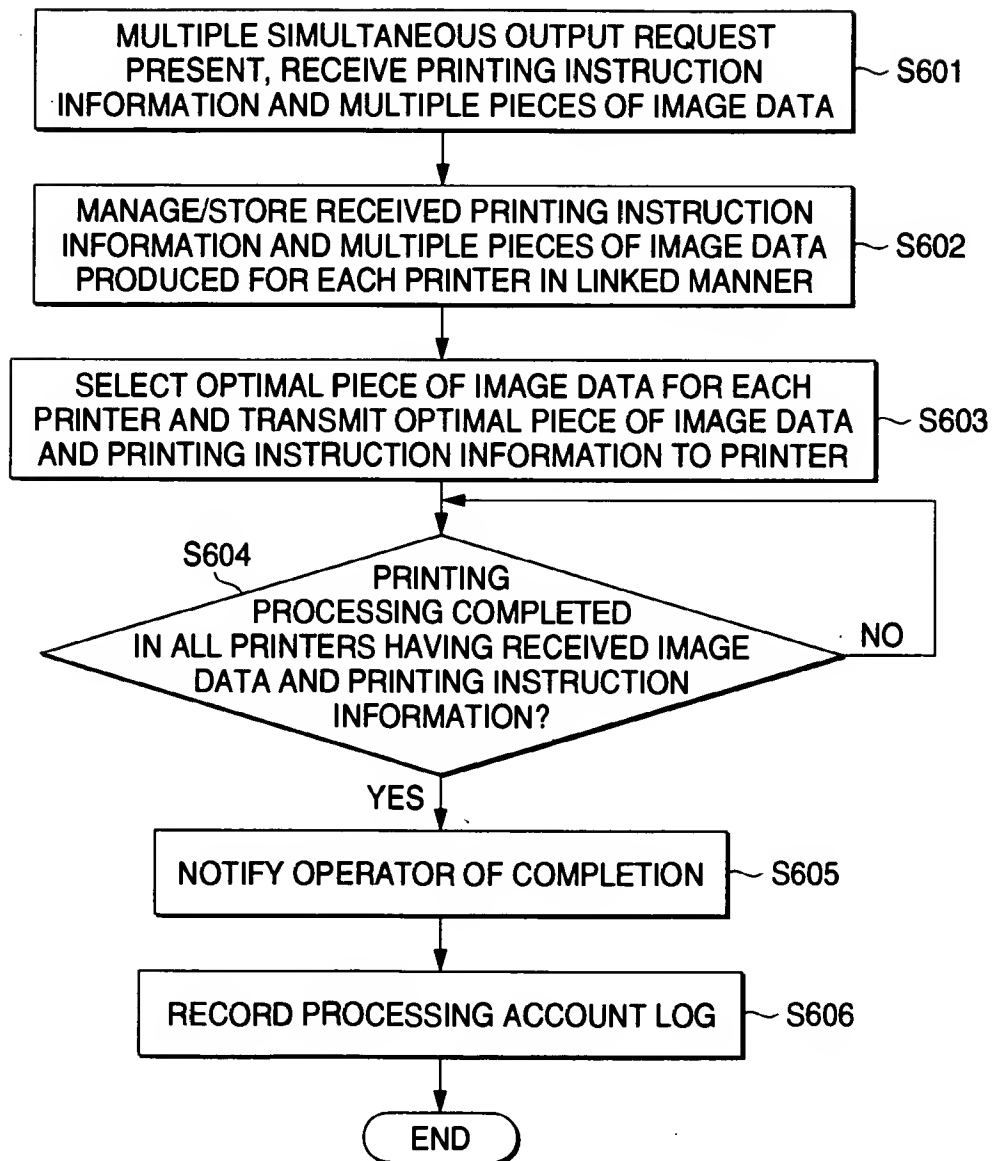 MULTIPLE SIMULTANEOUS OUTPUT REQUEST
PRESENT, RECEIVE PRINTING INSTRUCTION
INFORMATION AND MULTIPLE PIECES OF IMAGE DATA
S601
MANAGE/STORE RECEIVED PRINTING INSTRUCTION
INFORMATION AND MULTIPLE PIECES OF IMAGE DATA
PRODUCED FOR EACH PRINTER IN LINKED MANNER
S602
SELECT OPTIMAL PIECE OF IMAGE DATA FOR EACH
PRINTER AND TRANSMIT OPTIMAL PIECE OF IMAGE DATA
AND PRINTING INSTRUCTION INFORMATION TO PRINTER
S603
S604
PRINTING
PROCESSING COMPLETED
IN ALL PRINTERS HAVING RECEIVED IMAGE
DATA AND PRINTING INSTRUCTION
INFORMATION?
NO
YES
NOTIFY OPERATOR OF COMPLETION
S605
RECORD PROCESSING ACCOUNT LOG
S606
END